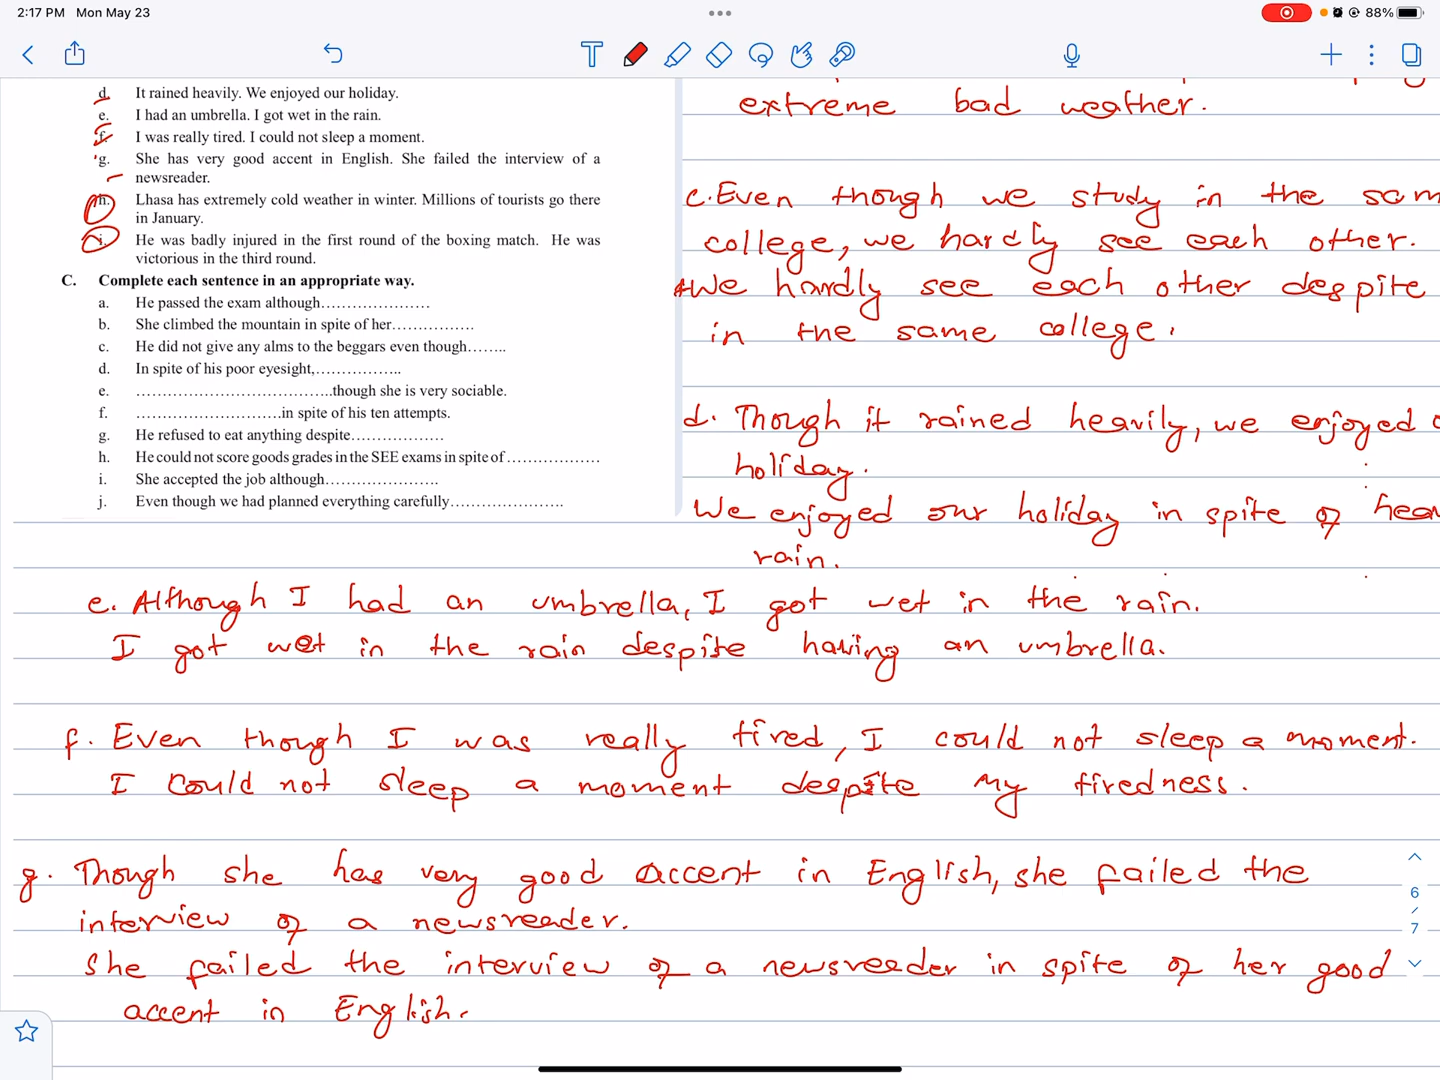 2:17 PM Mon May 23
88%
d. It rained heavily. We enjoyed our holiday.
e. I had an umbrella. I got wet in the rain.
f. I was really tired. I could not sleep a moment.
g. She has very good accent in English. She failed the interview of a
newsreader.
h. Lhasa has extremely cold weather in winter. Millions of tourists go there
in January.
i. He was badly injured in the first round of the boxing match. He was
victorious in the third round.
C. Complete each sentence in an appropriate way.
a. He passed the exam although...................
b. She climbed the mountain in spite of her...............
c. He did not give any alms to the beggars even though.......
d. In spite of his poor eyesight,................
e. ....................................though she is very sociable.
f. ...........................in spite of his ten attempts.
g. He refused to eat anything despite.................
h. He could not score goods grades in the SEE exams in spite of..................
i. She accepted the job although.....................
j. Even though we had planned everything carefully.....................
extreme bad weather.
c. Even though we study in the sam
college, we hardly see each other.
We hardly see each other despite
in the same college.
d. Though it rained heavily, we enjoyed
holiday.
We enjoyed our holiday in spite of hea
rain.
e. Although I had an umbrella, I got wet in the rain.
I got wet in the rain despite having an umbrella.
f. Even though I was really tired, I could not sleep a moment.
I could not sleep a moment despite my tiredness.
g. Though she has very good accent in English, she failed the
interview of a newsreader.
She failed the interview of a newsreeder in spite of her good
accent in English.
6
/
7